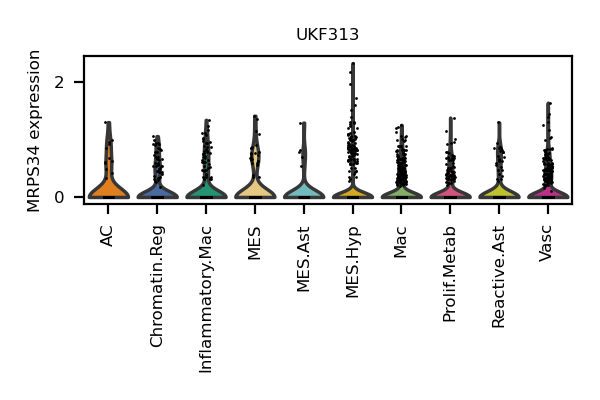 UKF313
MRPS34 expression
2
0
AC
Chromatin.Reg
Inflammatory.Mac
MES
MES.Ast
MES.Hyp
Mac
Prolif.Metab
Reactive.Ast
Vasc